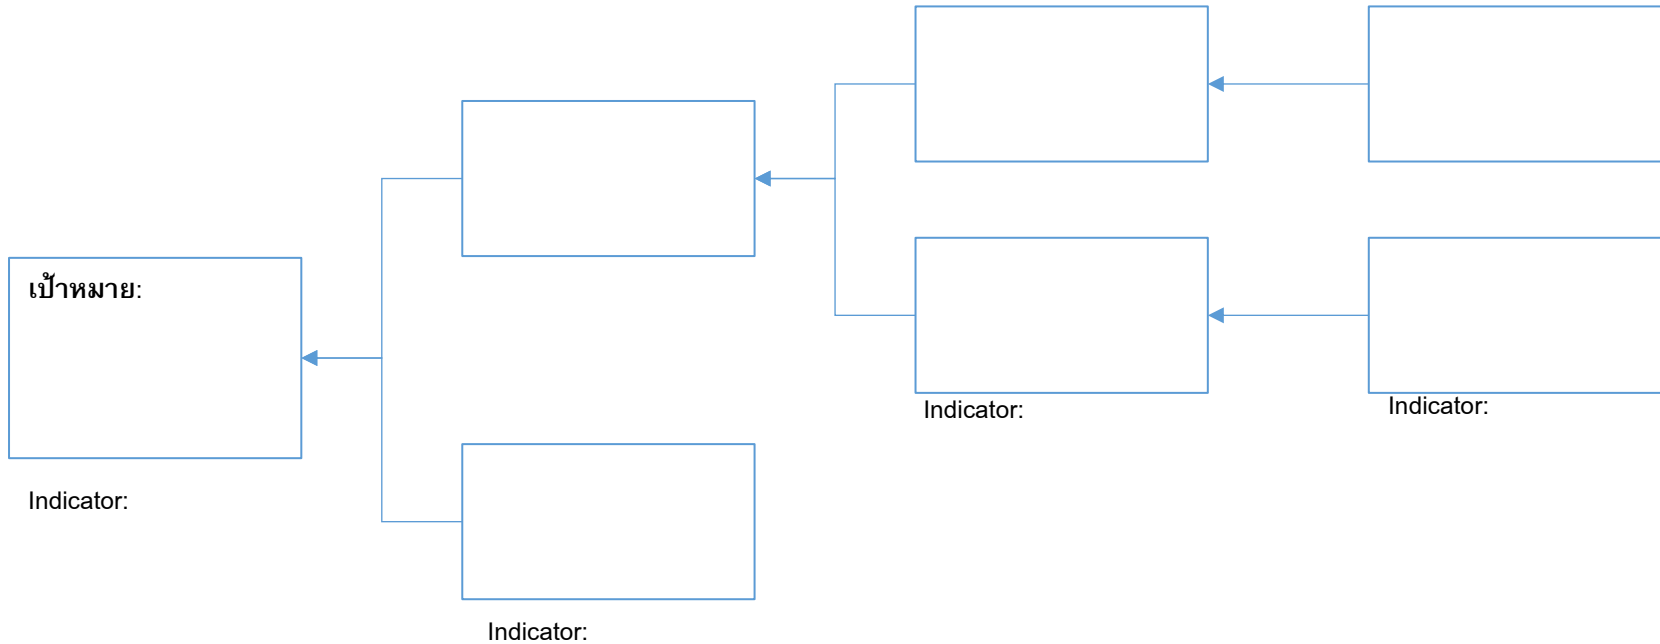 เป้าหมาย:
Indicator:
Indicator:
Indicator:
Indicator: